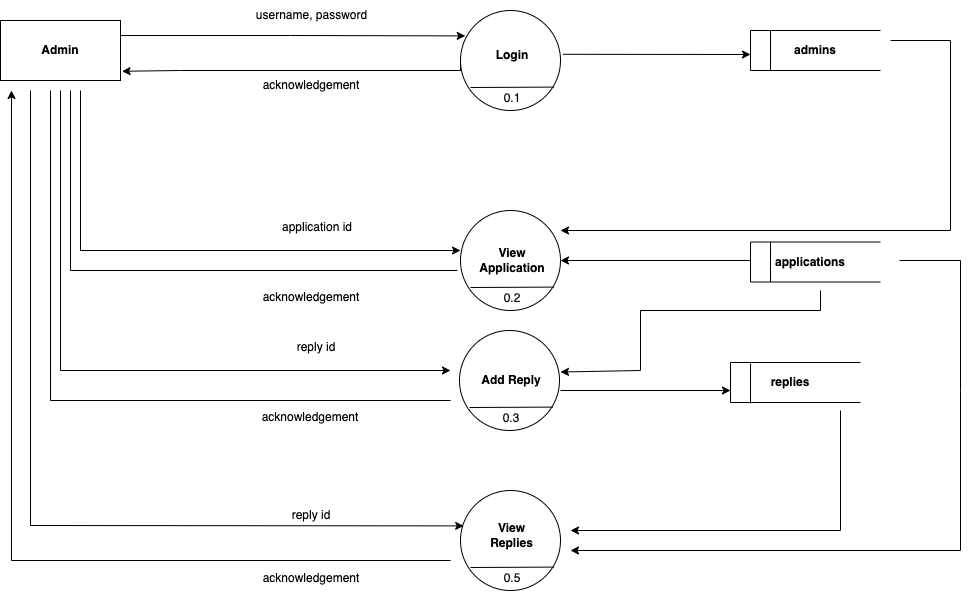 username, password
Admin
Login
admins
acknowledgement
0.1
application id
View
Application
applications
acknowledgement
0.2
reply id
Add Reply
replies
acknowledgement
0.3
reply id
View
Replies
acknowledgement
0.5